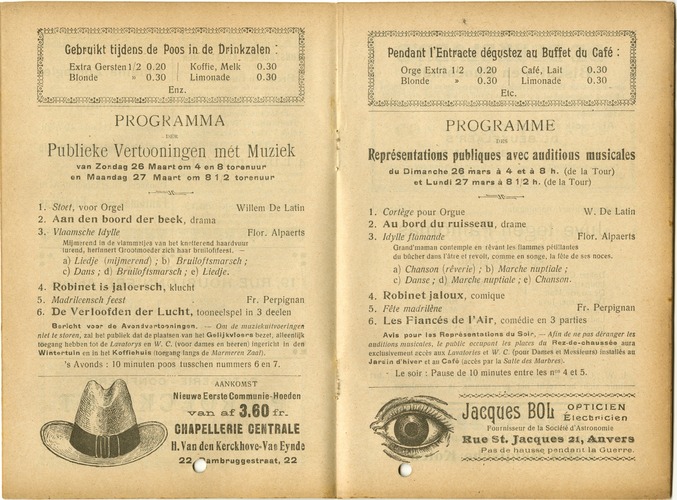 Gebruikt tijdens de Poos in de Drinkzalen :
Extra Gersten 1/2 0.20
Blonde » 0.30
Koffie, Melk 0.30
Limonade 0.30
Enz.
PROGRAMMA
DER
Publieke Vertooningen mét Muziek
van Zondag 26 Maart om 4 en 8 torenuur
en Maandag 27 Maart om 8 1/2 torenuur
1. Stoet, voor Orgel Willem De Latin
2. Aan den boord der beek, drama
3. Vlaamsche Idylle Flor. Alpaerts
Mijmerend in de vlammetjes van het knetterend haardvuur
turend, herinnert Grootmoeder zich haar bruiloftfeest. —
a) Liedje (mijmerend) ; b) Bruiloftsmarsch ;
c) Dans ; d) Bruiloftsmarsch ; e) Liedje.
4. Robinet is jaloersch, klucht
5. Madrileensch feest Fr. Perpignan
6. De Verloofden der Lucht, tooneelspel in 3 deelen
Bericht voor de Avondvertooningen. — Om de muziekuitvoeringen
niet te storen, zal het publiek dat de plaatsen van het Gelijkvloers bezet, alleenlijk
toegang hebben tot de Lavatorys en W. C. (voor dames en heeren) ingericht in den
Wintertuin en in het Koffiehuis (toegang langs de Marmeren Zaal).
's Avonds : 10 minuten poos tusschen nummers 6 en 7.
AANKOMST
Nieuwe Eerste Communie-Hoeden
van af 3.60 fr.
CHAPELLERIE CENTRALE
H. Van den Kerckhove-Van Eynde
22, Dambruggestraat, 22
Pendant l'Entracte dégustez au Buffet du Café :
Orge Extra 1/2 0.20
Blonde » 0.30
Café, Lait 0.30
Limonade 0.30
Etc.
PROGRAMME
DES
Représentations publiques avec auditions musicales
du Dimanche 26 mars à 4 et à 8 h. (de la Tour)
et Lundi 27 mars à 8 1/2 h. (de la Tour)
1. Cortège pour Orgue W. De Latin
2. Au bord du ruisseau, drame
3. Idylle flamande Flor. Alpaerts
Grand'maman contemple en rêvant les flammes pétillantes
du bûcher dans l'âtre et revoit, comme en songe, la fête de ses noces.
a) Chanson (rêverie) ; b) Marche nuptiale ;
c) Danse ; d) Marche nuptiale ; e) Chanson.
4. Robinet jaloux, comique
5. Fête madrilène Fr. Perpignan
6. Les Fiancés de l'Air, comédie en 3 parties
Avis pour les Représentations du Soir. — Afin de ne pas déranger les
auditions musicales, le public occupant les places du Rez-de-chaussée aura
exclusivement accès aux Lavatories et W. C. (pour Dames et Messieurs) installés au
Jardin d'hiver et au Café (accès par la Salle des Marbres).
Le soir : Pause de 10 minutes entre les nos 4 et 5.
Jacques BOL OPTICIEN
Électricien
Fournisseur de la Société d'Astronomie
Rue St. Jacques 21, Anvers
Pas de hausse pendant la Guerre.